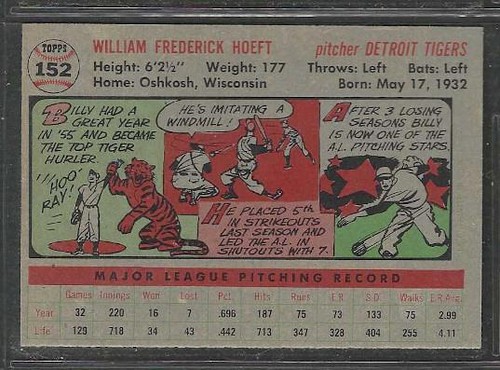 TOPPS
152
WILLIAM FREDERICK HOEFT pitcher DETROIT TIGERS
Height: 6'2½" Weight: 177 Throws: Left Bats: Left
Home: Oshkosh, Wisconsin Born: May 17, 1932
BILLY HAD A
GREAT YEAR
IN '55 AND BECAME
THE TOP TIGER
HURLER.
"HOO
RAY!"
HE'S IMITATING A
WINDMILL!
HE PLACED 5TH
IN STRIKEOUTS
LAST SEASON AND
LED THE A.L. IN
SHUTOUTS WITH 7.
AFTER 3 LOSING
SEASONS BILLY
IS NOW ONE OF THE
A.L. PITCHING STARS.
MAJOR LEAGUE PITCHING RECORD
Games Innings Won Lost Pct. Hits Runs E.R. S.O. Walks E.R.Avg.
Year 32 220 16 7 .696 187 75 73 133 75 2.99
Life 129 718 34 43 .442 713 347 328 404 255 4.11